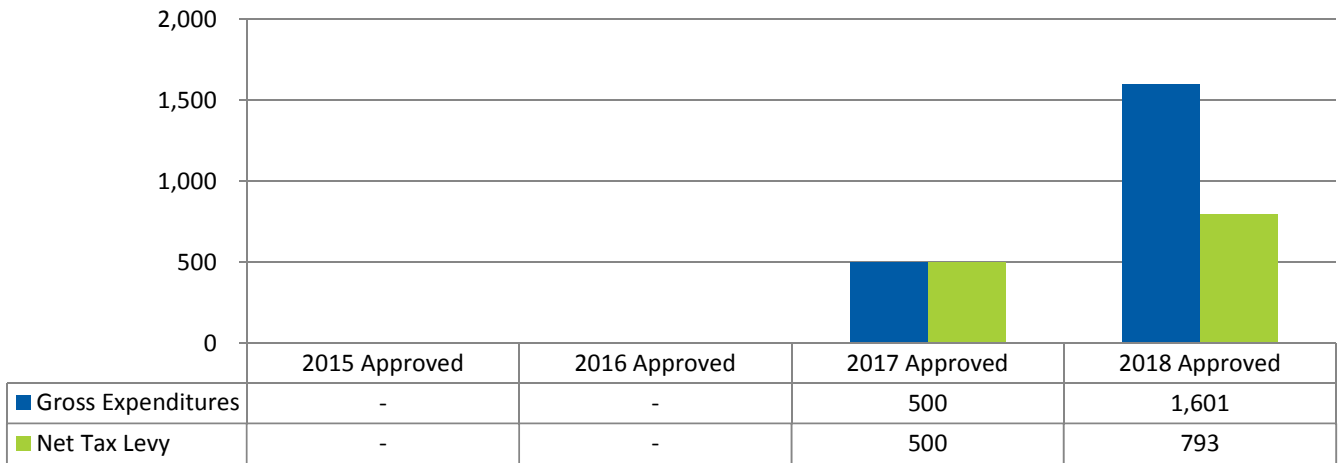 2,000
1,500
1,000
500
0
2015 Approved 2016 Approved 2017 Approved 2018 Approved
Gross Expenditures - - 500 1,601
Net Tax Levy - - 500 793